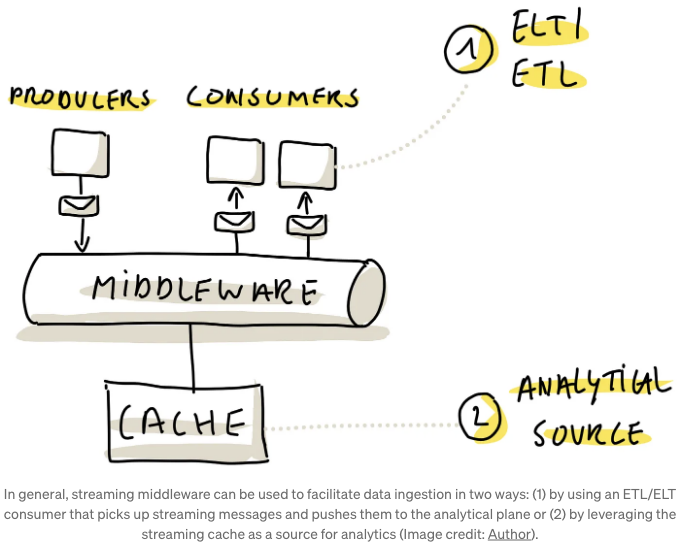 1 ELT/
ETL
PRODUCERS CONSUMERS
MIDDLEWARE
CACHE
2 ANALYTICAL
SOURCE
In general, streaming middleware can be used to facilitate data ingestion in two ways: (1) by using an ETL/ELT
consumer that picks up streaming messages and pushes them to the analytical plane or (2) by leveraging the
streaming cache as a source for analytics (Image credit: Author).